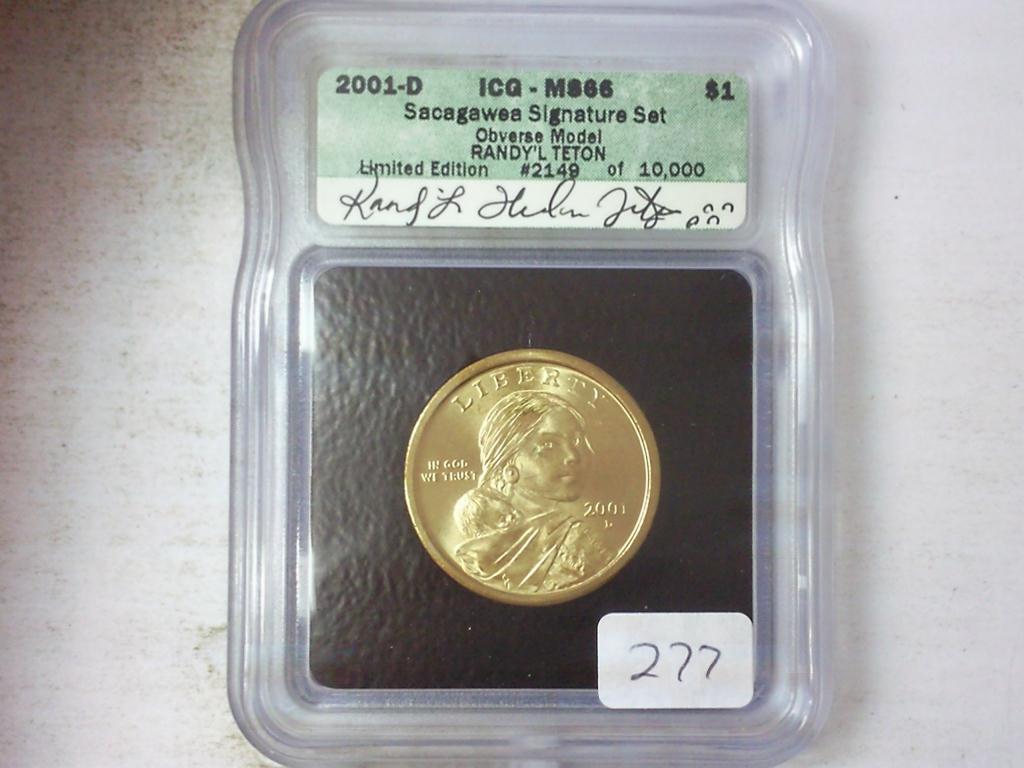 2001-D ICG - MS66 $1
Sacagawea Signature Set
Obverse Model
RANDY'L TETON
Limited Edition #2149 of 10,000
LIBERTY
IN GOD
WE TRUST
2001
D
277